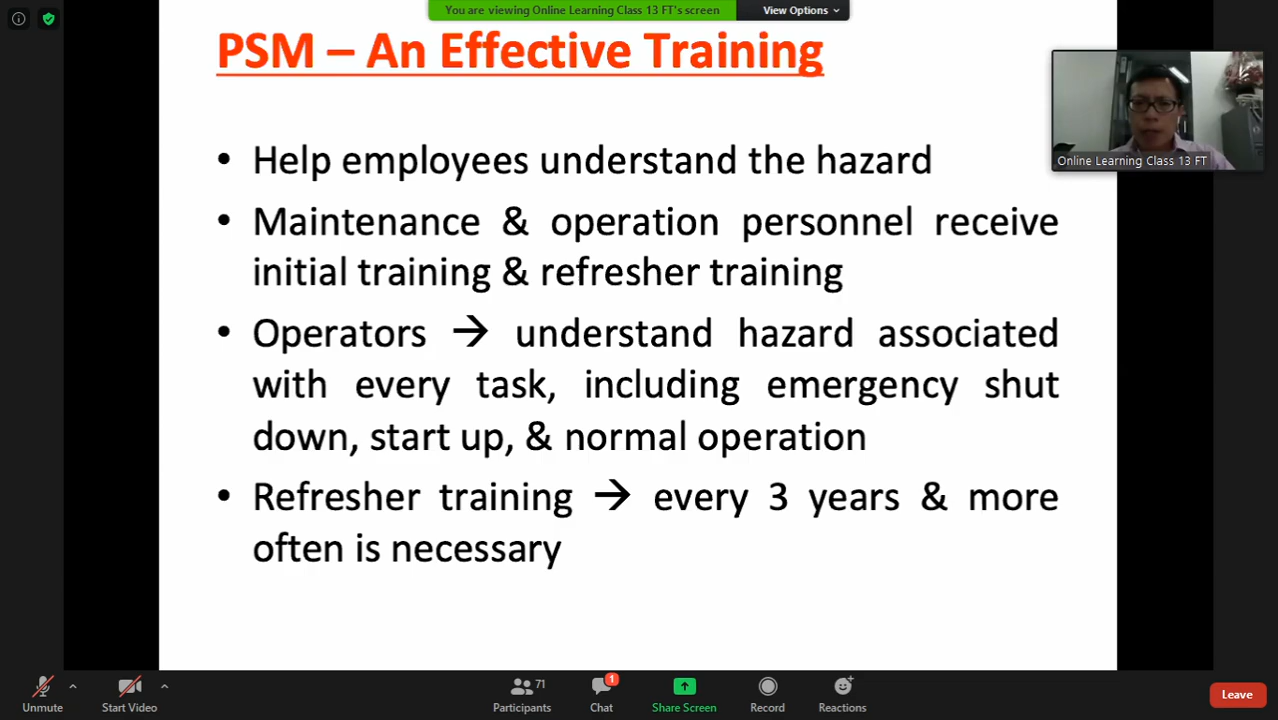 You are viewing Online Learning Class 13 FT's screen
View Options
PSM – An Effective Training
Online Learning Class 13 FT
• Help employees understand the hazard
• Maintenance & operation personnel receive
initial training & refresher training
• Operators → understand hazard associated
with every task, including emergency shut
down, start up, & normal operation
• Refresher training → every 3 years & more
often is necessary
Unmute
Start Video
71
Participants
1
Chat
Share Screen
Record
Reactions
Leave